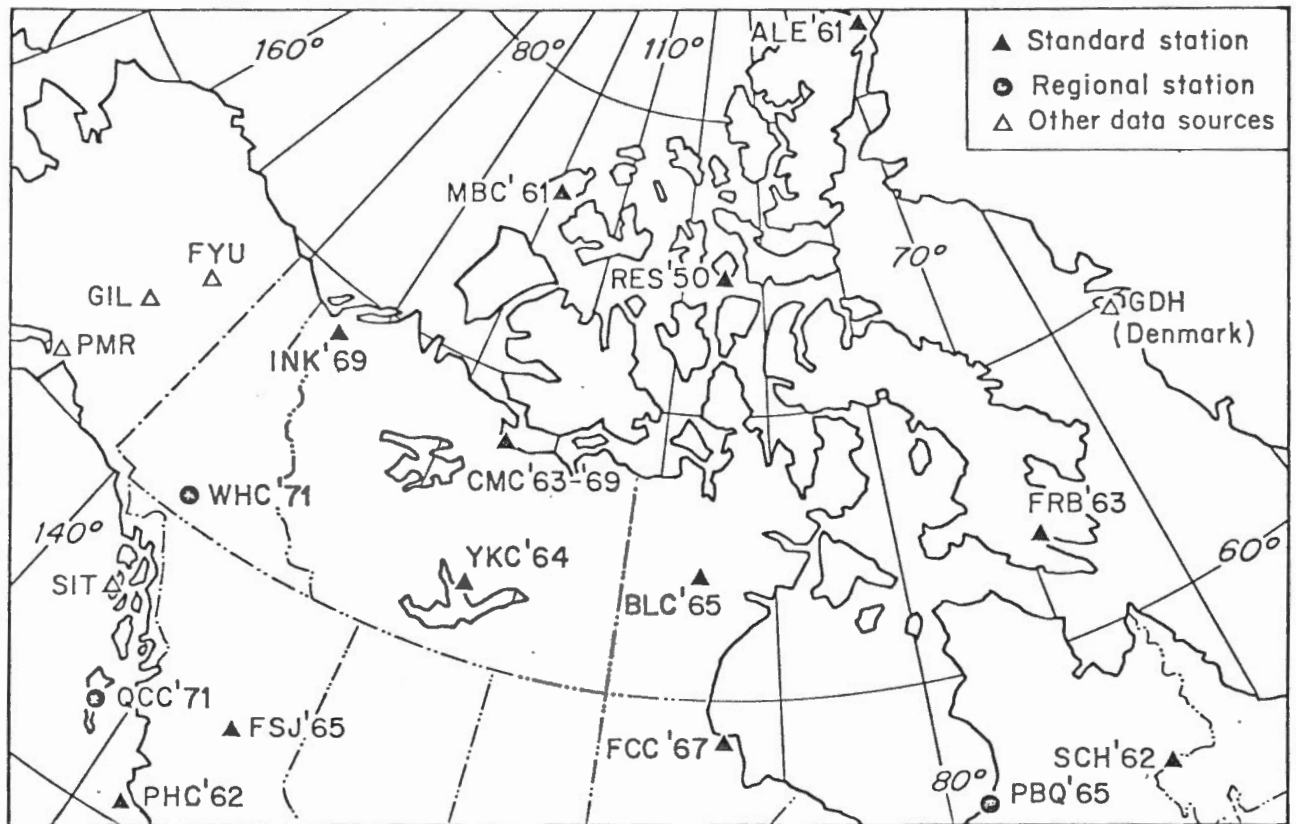 160°
80°
110°
ALE'61
Standard station
Regional station
Other data sources
MBC'61
FYU
GIL
RES'50
70°
GDH
(Denmark)
PMR
INK'69
CMC'63-69
WHC'71
FRB'63
140°
YKC'64
60°
SIT
BLC'65
QCC'71
FSJ'65
FCC'67
SCH'62
PHC'62
80°
PBQ'65